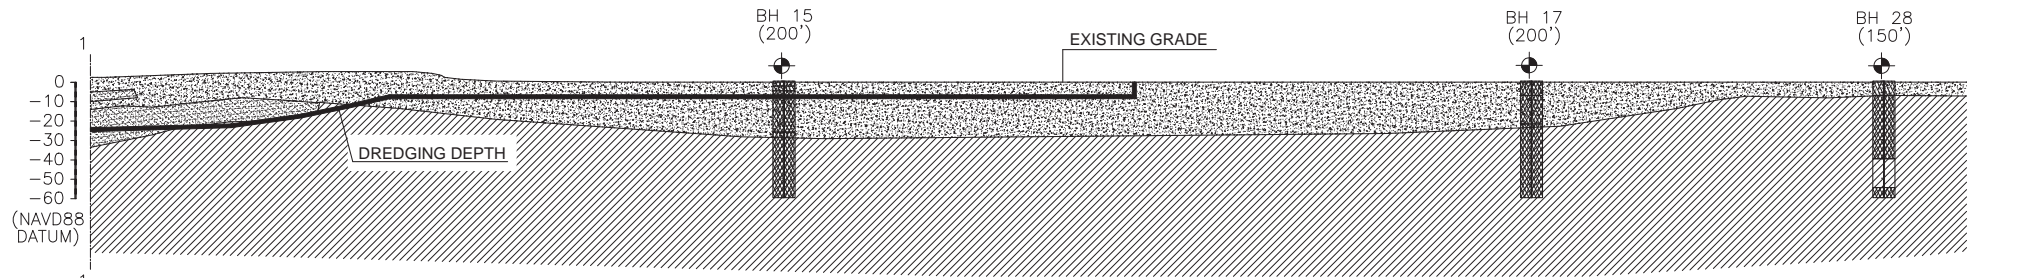 BH 15
(200')
BH 17
(200')
BH 28
(150')
EXISTING GRADE
1
0
-10
-20
-30
-40
-50
-60
(NAVD88
DATUM)
DREDGING DEPTH